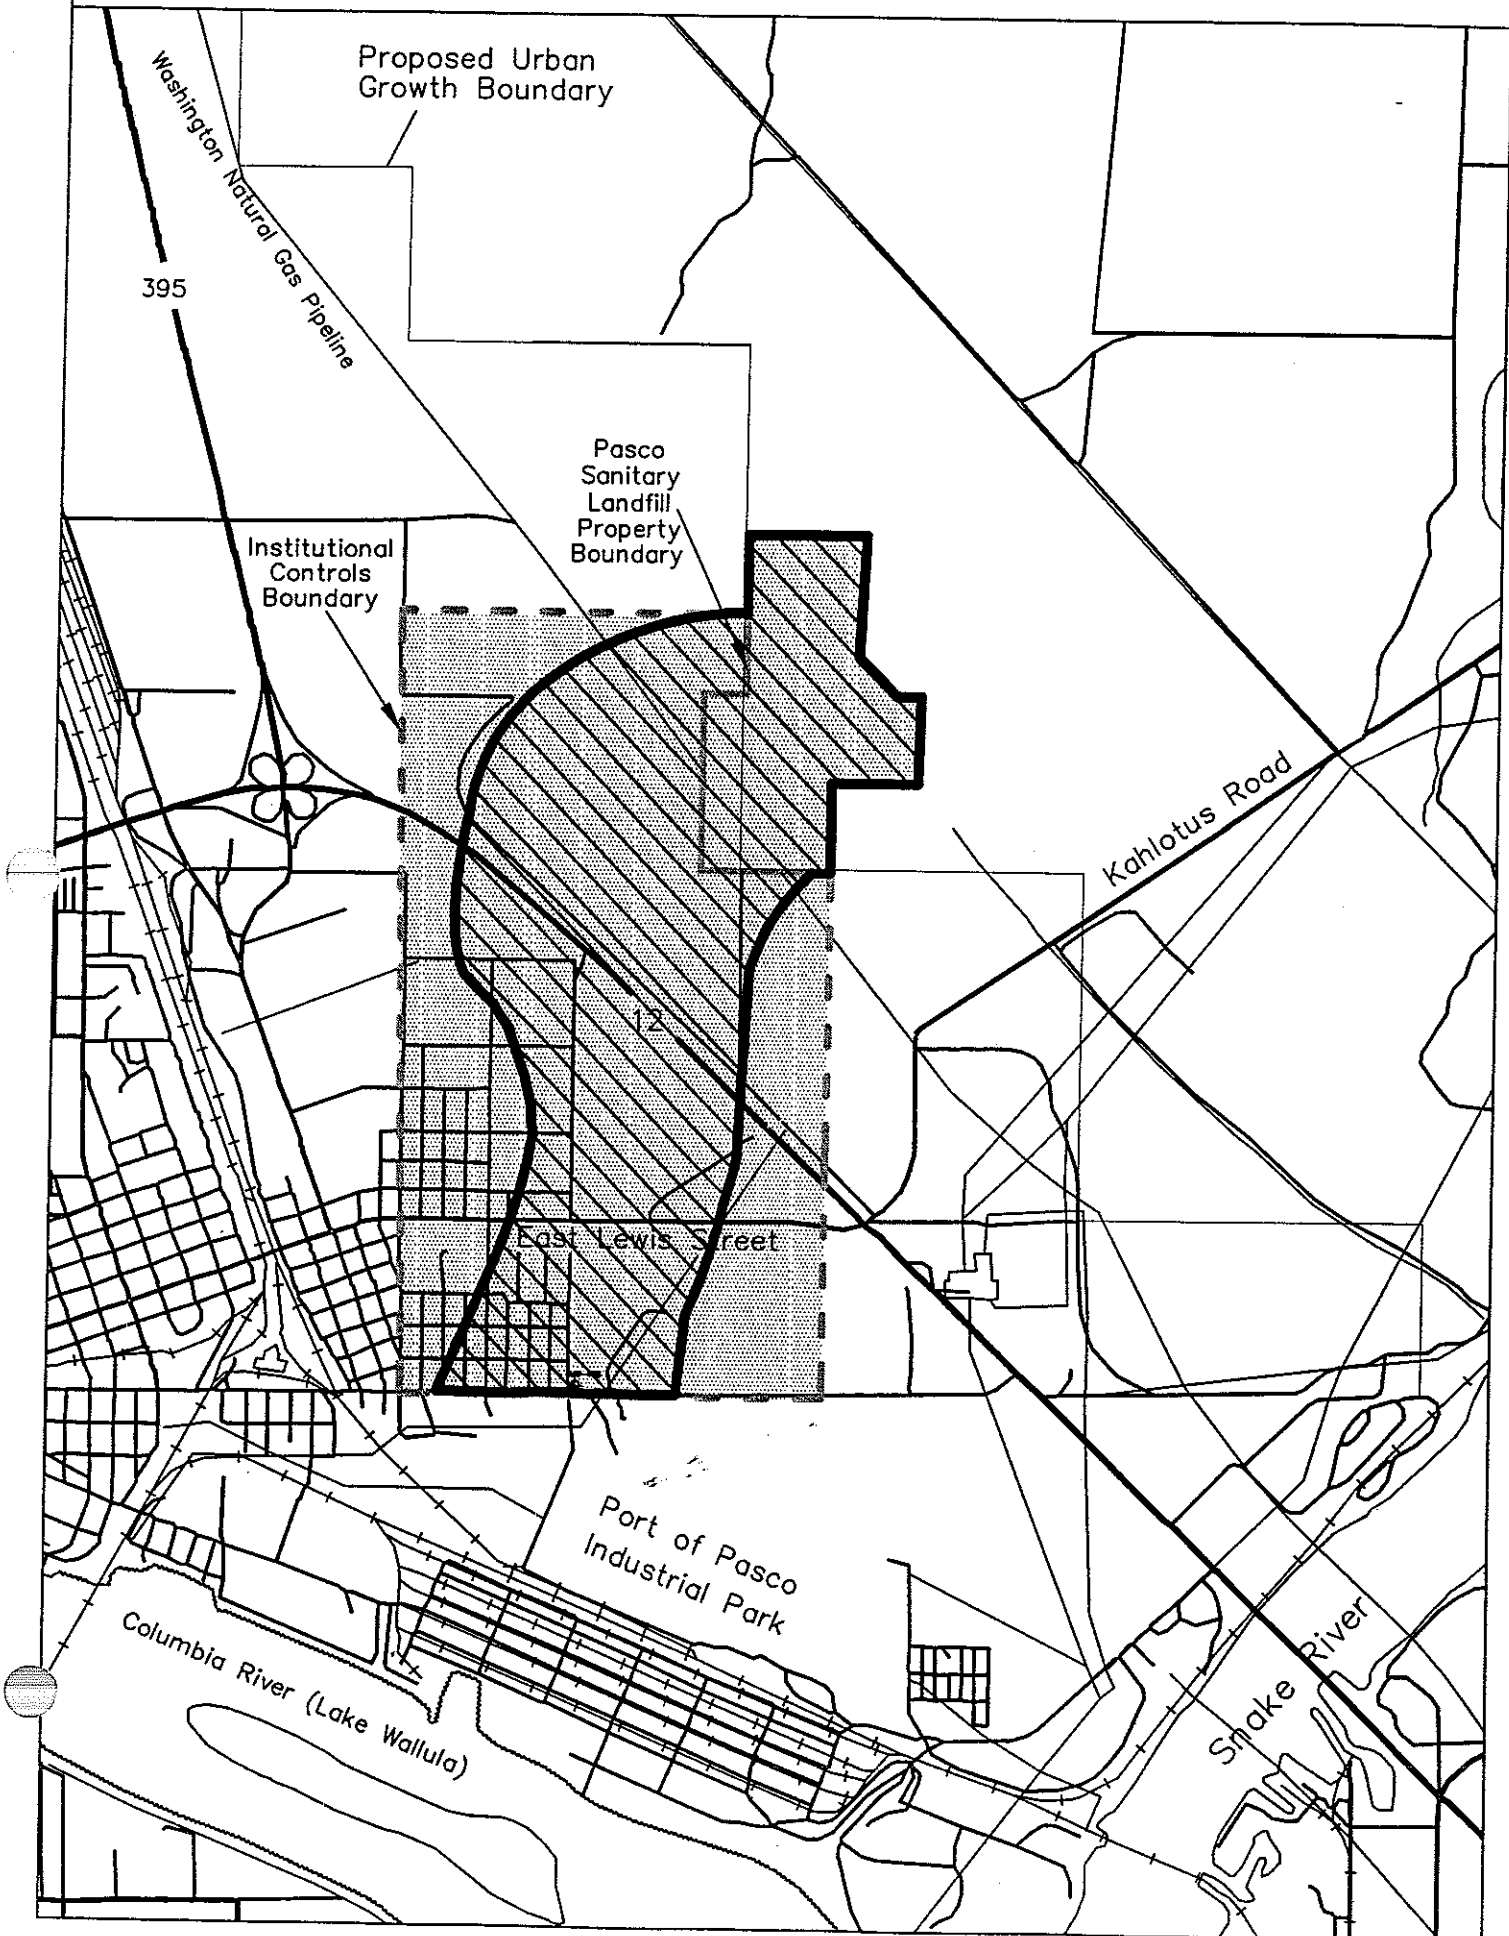 Proposed Urban
Growth Boundary
Washington Natural Gas Pipeline
395
Pasco
Sanitary
Landfill
Property
Boundary
Institutional
Controls
Boundary
Kahlotus Road
12
East Lewis Street
Port of Pasco
Industrial Park
Columbia River (Lake Wallula)
Snake River